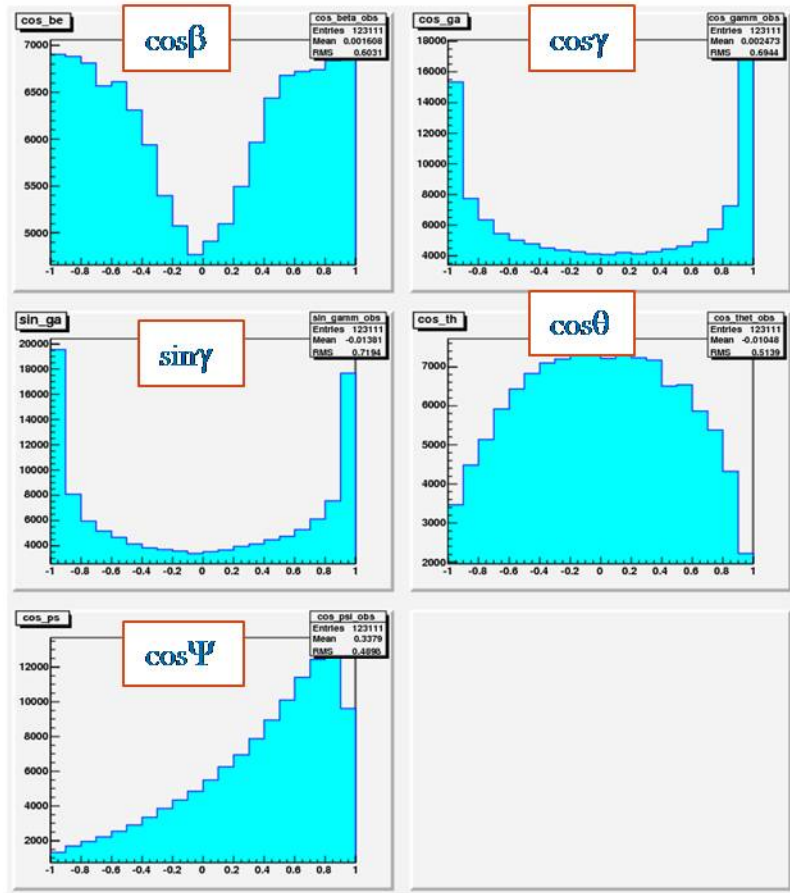 cos_be
cosβ
cos_beta_obs
Entries 123111
Mean 0.001608
RMS 0.6031
7000
6500
6000
5500
5000
-1 -0.8 -0.6 -0.4 -0.2 0 0.2 0.4 0.6 0.8 1
cos_ga
cosγ
cos_gamm_obs
Entries 123111
Mean 0.002473
RMS 0.6944
18000
16000
14000
12000
10000
8000
6000
4000
-1 -0.8 -0.6 -0.4 -0.2 0 0.2 0.4 0.6 0.8 1
sin_ga
sinγ
sin_gamm_obs
Entries 123111
Mean -0.01381
RMS 0.7194
20000
18000
16000
14000
12000
10000
8000
6000
4000
-1 -0.8 -0.6 -0.4 -0.2 0 0.2 0.4 0.6 0.8 1
cos_th
cosθ
cos_thet_obs
Entries 123111
Mean -0.01048
RMS 0.5139
7000
6000
5000
4000
3000
2000
-1 -0.8 -0.6 -0.4 -0.2 0 0.2 0.4 0.6 0.8 1
cos_ps
cosΨ
cos_psi_obs
Entries 123111
Mean 0.3379
RMS 0.4896
12000
10000
8000
6000
4000
2000
-1 -0.8 -0.6 -0.4 -0.2 0 0.2 0.4 0.6 0.8 1